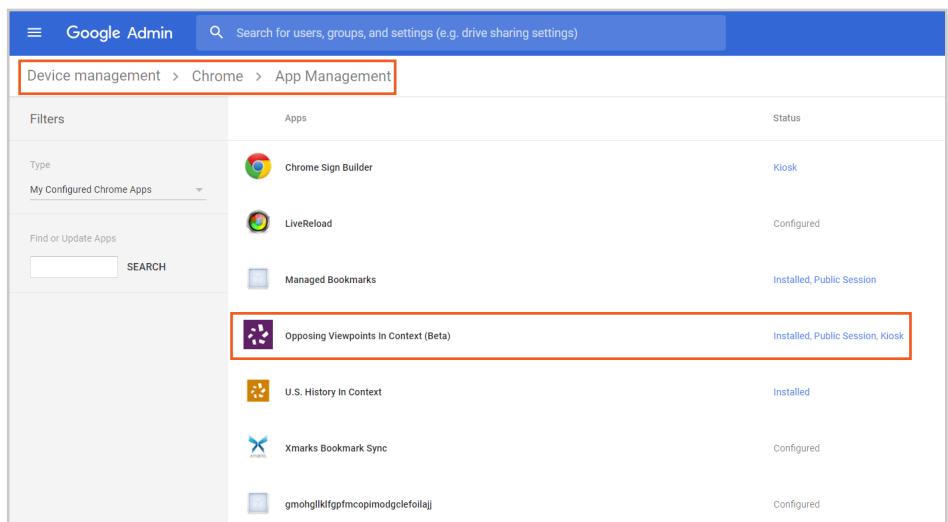 Google Admin
Search for users, groups, and settings (e.g. drive sharing settings)
Device management > Chrome > App Management
Filters
Type
My Configured Chrome Apps
Find or Update Apps
SEARCH
Apps Status
Chrome Sign Builder Kiosk
LiveReload Configured
Managed Bookmarks Installed, Public Session
Opposing Viewpoints In Context (Beta) Installed, Public Session, Kiosk
U.S. History In Context Installed
Xmarks Bookmark Sync Configured
gmohgllklfgpfmcopimodgclefoilajj Configured